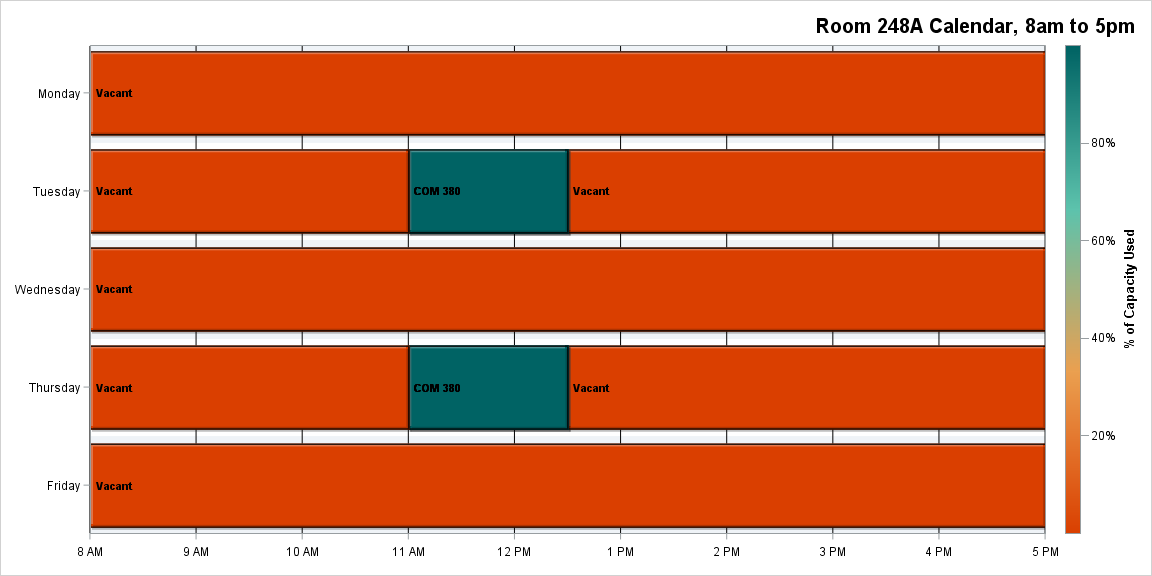 Room 248A Calendar, 8am to 5pm
Monday
Vacant
Tuesday
Vacant
COM 380
Vacant
Wednesday
Vacant
Thursday
Vacant
COM 380
Vacant
Friday
Vacant
8 AM
9 AM
10 AM
11 AM
12 PM
1 PM
2 PM
3 PM
4 PM
5 PM
80%
60%
40%
20%
% of Capacity Used